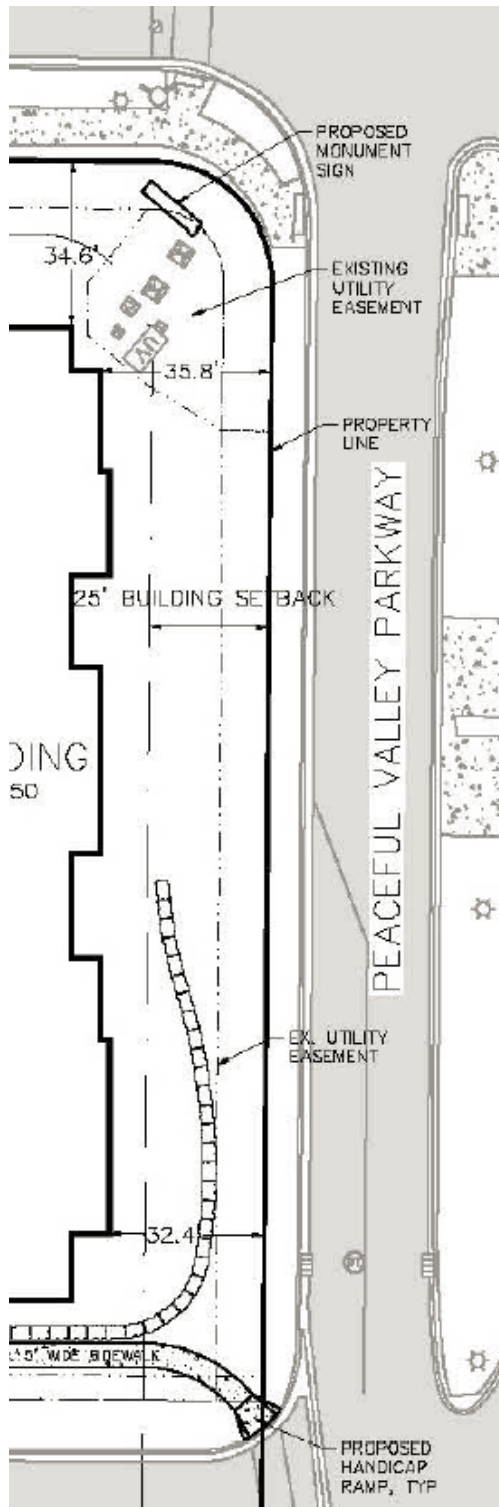 PROPOSED
MONUMENT
SIGN
34.6'
EXISTING
UTILITY
EASEMENT
UV
35.8'
PROPERTY
LINE
PEACEFUL VALLEY PARKWAY
25' BUILDING SETBACK
DING
50
EX. UTILITY
EASEMENT
32.4
5' WIDE SIDEWALK
PROPOSED
HANDICAP
RAMP, TYP